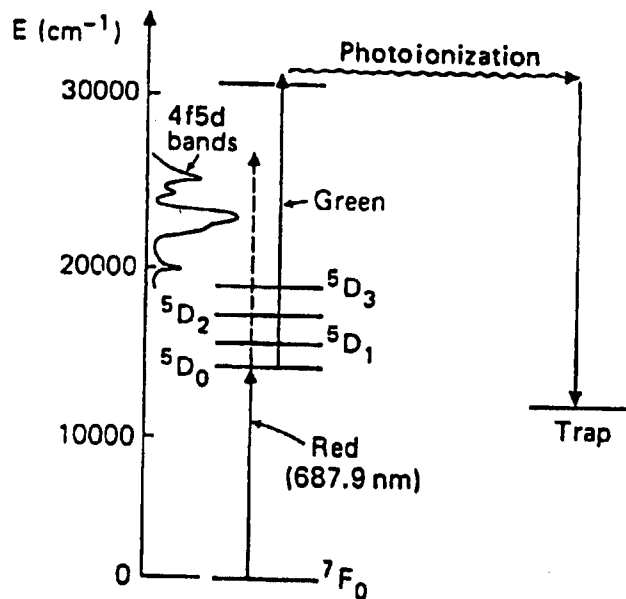 E (cm⁻¹)
Photoionization
30000
4f5d
bands
Green
20000
⁵D₃
⁵D₂
⁵D₁
⁵D₀
10000
Trap
Red
(687.9 nm)
0
⁷F₀